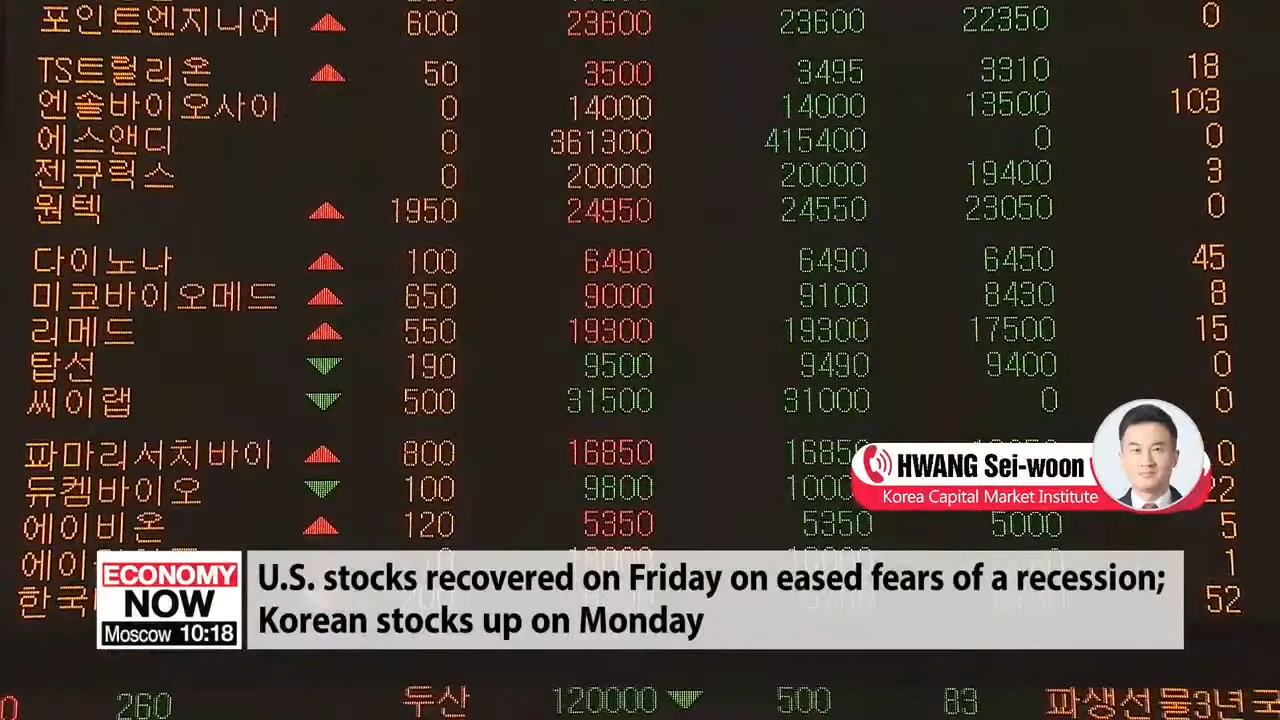 포인트엔지니어 600 23600 23600 22350 0
TS트릴리온 50 3500 3495 3310 18
엔솔바이오사이 0 14000 14000 13500 103
에스앤디 0 361300 415400 0 0
젠큐릭스 0 20000 20000 19400 3
원텍 1950 24950 24550 23050 0
다이노나 100 6490 6490 6450 45
미코바이오메드 650 9000 9100 8430 8
리메드 550 19300 19300 17500 15
탑선 190 9500 9490 9400 0
씨이랩 500 31500 31000 0 0
파마리서치바이 800 16850 0
듀켐바이오 100
에이비온 120 5350 5350 5000 5
1
52
HWANG Sei-woon
Korea Capital Market Institute
ECONOMY
NOW
Moscow 10:18
U.S. stocks recovered on Friday on eased fears of a recession;
Korean stocks up on Monday
260 두산 120000 500 83 파생선물3년